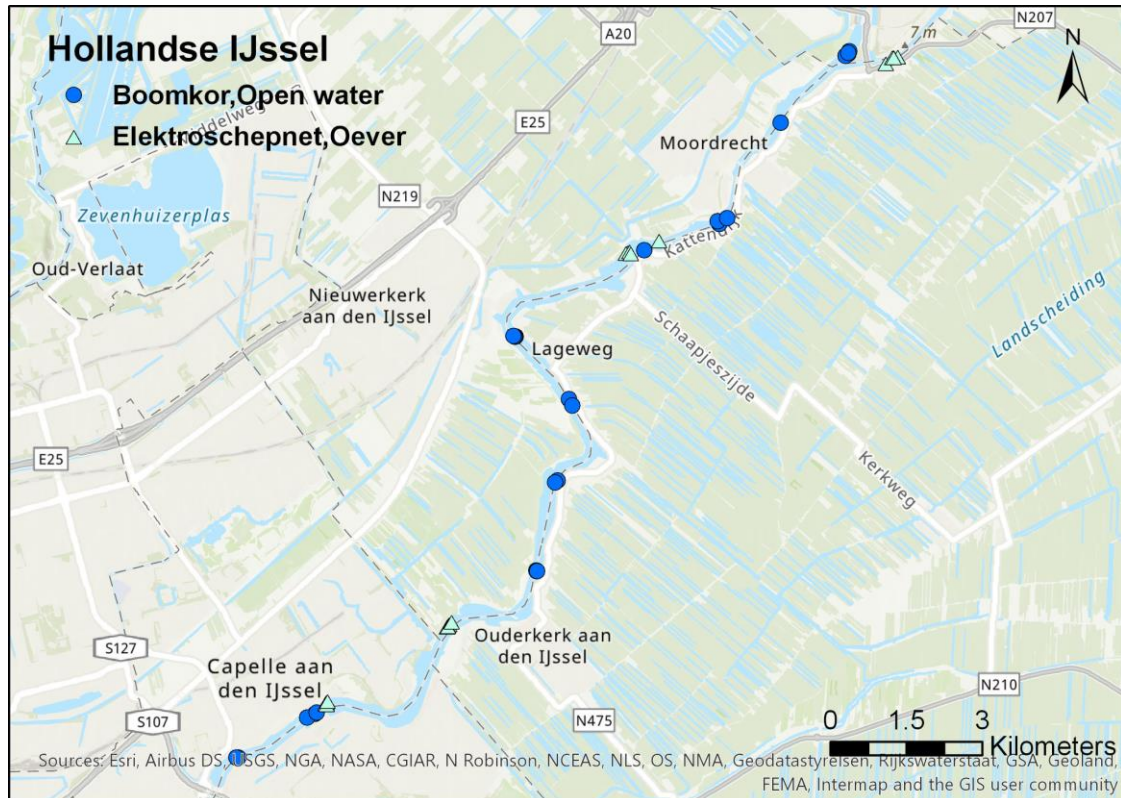 Hollandse IJssel
Boomkor,Open water
Elektroschepnet,Oever
iddelweg
Zevenhuizerplas
Oud-Verlaat
A20
E25
N219
N207
7 m
N
Moordrecht
Kattendijk
Nieuwerkerk
aan den IJssel
Lageweg
Schaapjeszijde
Landscheiding
Kerkweg
E25
S127
S107
Capelle aan
den IJssel
Ouderkerk aan
den IJssel
N475
N210
0 1.5 3
Kilometers
Sources: Esri, Airbus DS, USGS, NGA, NASA, CGIAR, N Robinson, NCEAS, NLS, OS, NMA, Geodatastyrelsen, Rijkswaterstaat, GSA, Geoland,
FEMA, Intermap and the GIS user community